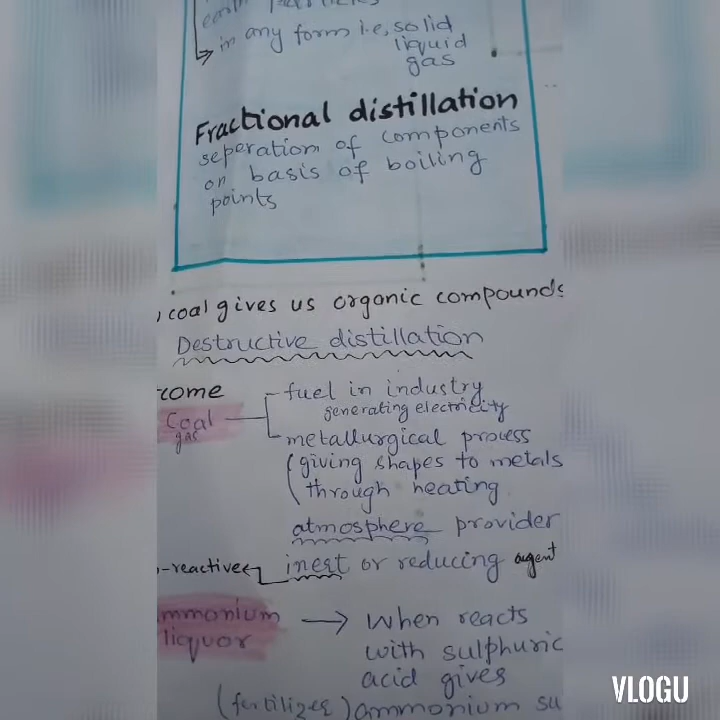 in any form i.e, solid
liquid
gas
Fractional distillation
seperation of components
on basis of boiling
points
coal gives us organic compounds
Destructive distillation
come
Coal
gas
fuel in industry
generating electricity
metallurgical process
(giving shapes to metals
through heating
atmosphere provider
-reactive
inert or reducing agent
mmonium
liquor
→ When reacts
with sulphuric
acid gives
(fertilizer) ammonium su
VLOGU